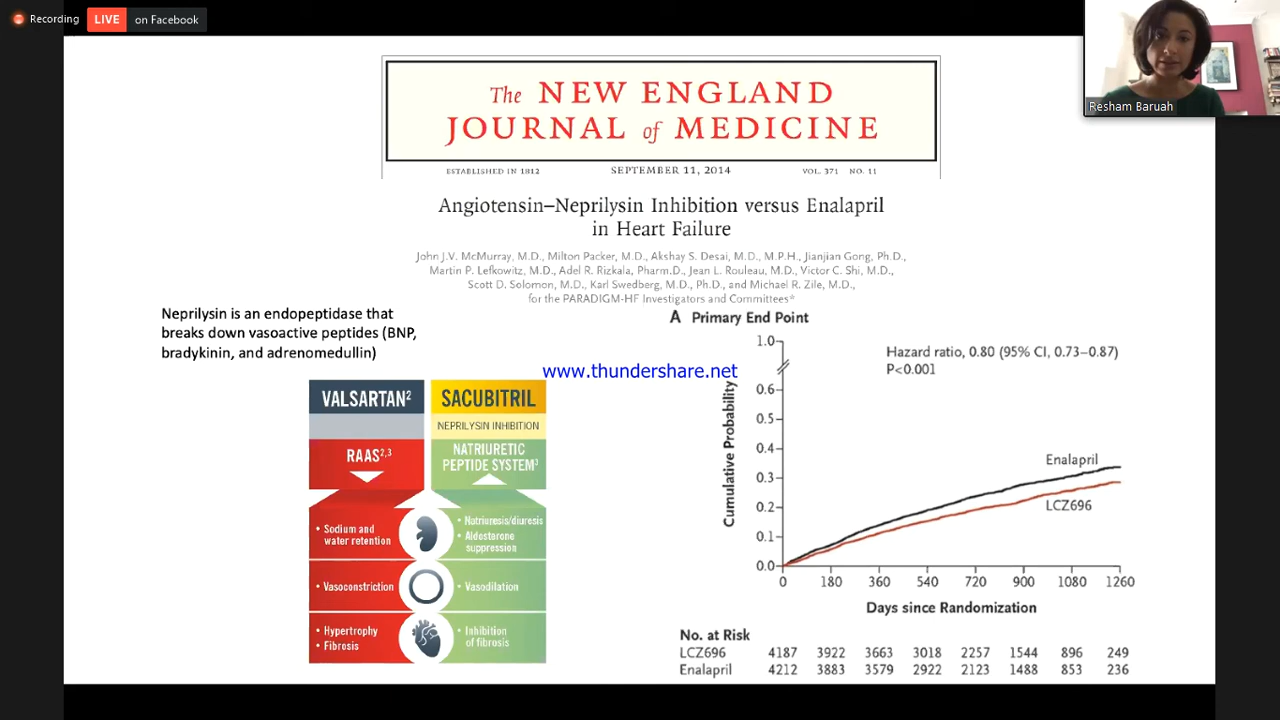 Recording
LIVE on Facebook
Resham Baruah
The NEW ENGLAND
JOURNAL of MEDICINE
ESTABLISHED IN 1812 SEPTEMBER 11, 2014 VOL. 371 NO. 11
Angiotensin–Neprilysin Inhibition versus Enalapril
in Heart Failure
John J.V. McMurray, M.D., Milton Packer, M.D., Akshay S. Desai, M.D., M.P.H., Jianjian Gong, Ph.D.,
Martin P. Lefkowitz, M.D., Adel R. Rizkala, Pharm.D., Jean L. Rouleau, M.D., Victor C. Shi, M.D.,
Scott D. Solomon, M.D., Karl Swedberg, M.D., Ph.D., and Michael R. Zile, M.D.,
for the PARADIGM-HF Investigators and Committees*
Neprilysin is an endopeptidase that
breaks down vasoactive peptides (BNP,
bradykinin, and adrenomedullin)
www.thundershare.net
VALSARTAN²
SACUBITRIL
NEPRILYSIN INHIBITION
RAAS²,³
NATRIURETIC
PEPTIDE SYSTEM³
• Sodium and
water retention
• Natriuresis/diuresis
• Aldosterone
suppression
• Vasoconstriction
• Vasodilation
• Hypertrophy
• Fibrosis
• Inhibition
of fibrosis
A Primary End Point
Hazard ratio, 0.80 (95% CI, 0.73–0.87)
P<0.001
Cumulative Probability
1.0
0.6
0.5
0.4
0.3
0.2
0.1
0.0
Enalapril
LCZ696
0 180 360 540 720 900 1080 1260
Days since Randomization
No. at Risk
LCZ696 4187 3922 3663 3018 2257 1544 896 249
Enalapril 4212 3883 3579 2922 2123 1488 853 236